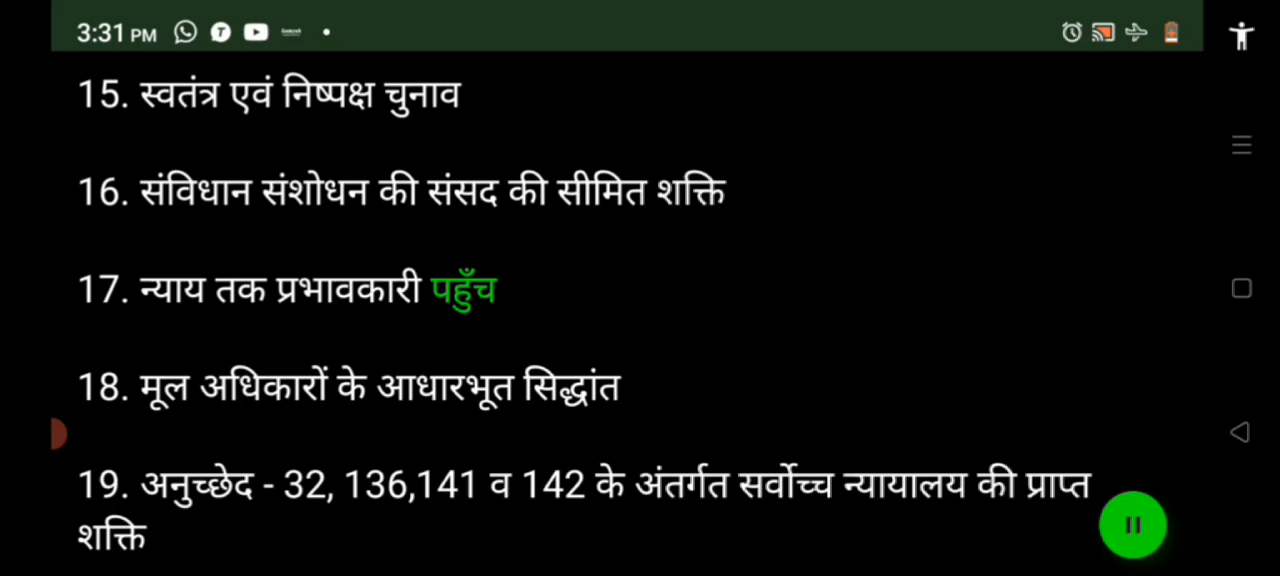 3:31 PM
15. स्वतंत्र एवं निष्पक्ष चुनाव
16. संविधान संशोधन की संसद की सीमित शक्ति
17. न्याय तक प्रभावकारी पहुँच
18. मूल अधिकारों के आधारभूत सिद्धांत
19. अनुच्छेद - 32, 136,141 व 142 के अंतर्गत सर्वोच्च न्यायालय की प्राप्त
शक्ति